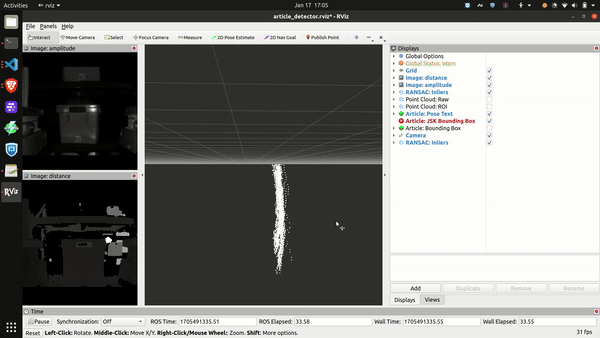 Activities
rviz
Jan 17 17:05
article_detector.rviz* - RViz
File Panels Help
Interact Move Camera Select Focus Camera Measure 2D Pose Estimate 2D Nav Goal Publish Point
Image: amplitude
Image: distance
Displays
Global Options
Global Status: Warn
Grid
Image: distance
Image: amplitude
RANSAC: Inliers
Point Cloud: Raw
Point Cloud: ROI
Article: Pose Text
Article: JSK Bounding Box
Article: Bounding Box
Camera
RANSAC: Inliers
Add Duplicate Remove Rename
Displays Views
Time
Pause Synchronization: Off ROS Time: 1705491335.51 ROS Elapsed: 33.58 Wall Time: 1705491335.55 Wall Elapsed: 33.55
Reset Left-Click: Rotate. Middle-Click: Move X/Y. Right-Click/Mouse Wheel:: Zoom. Shift: More options. 31 fps